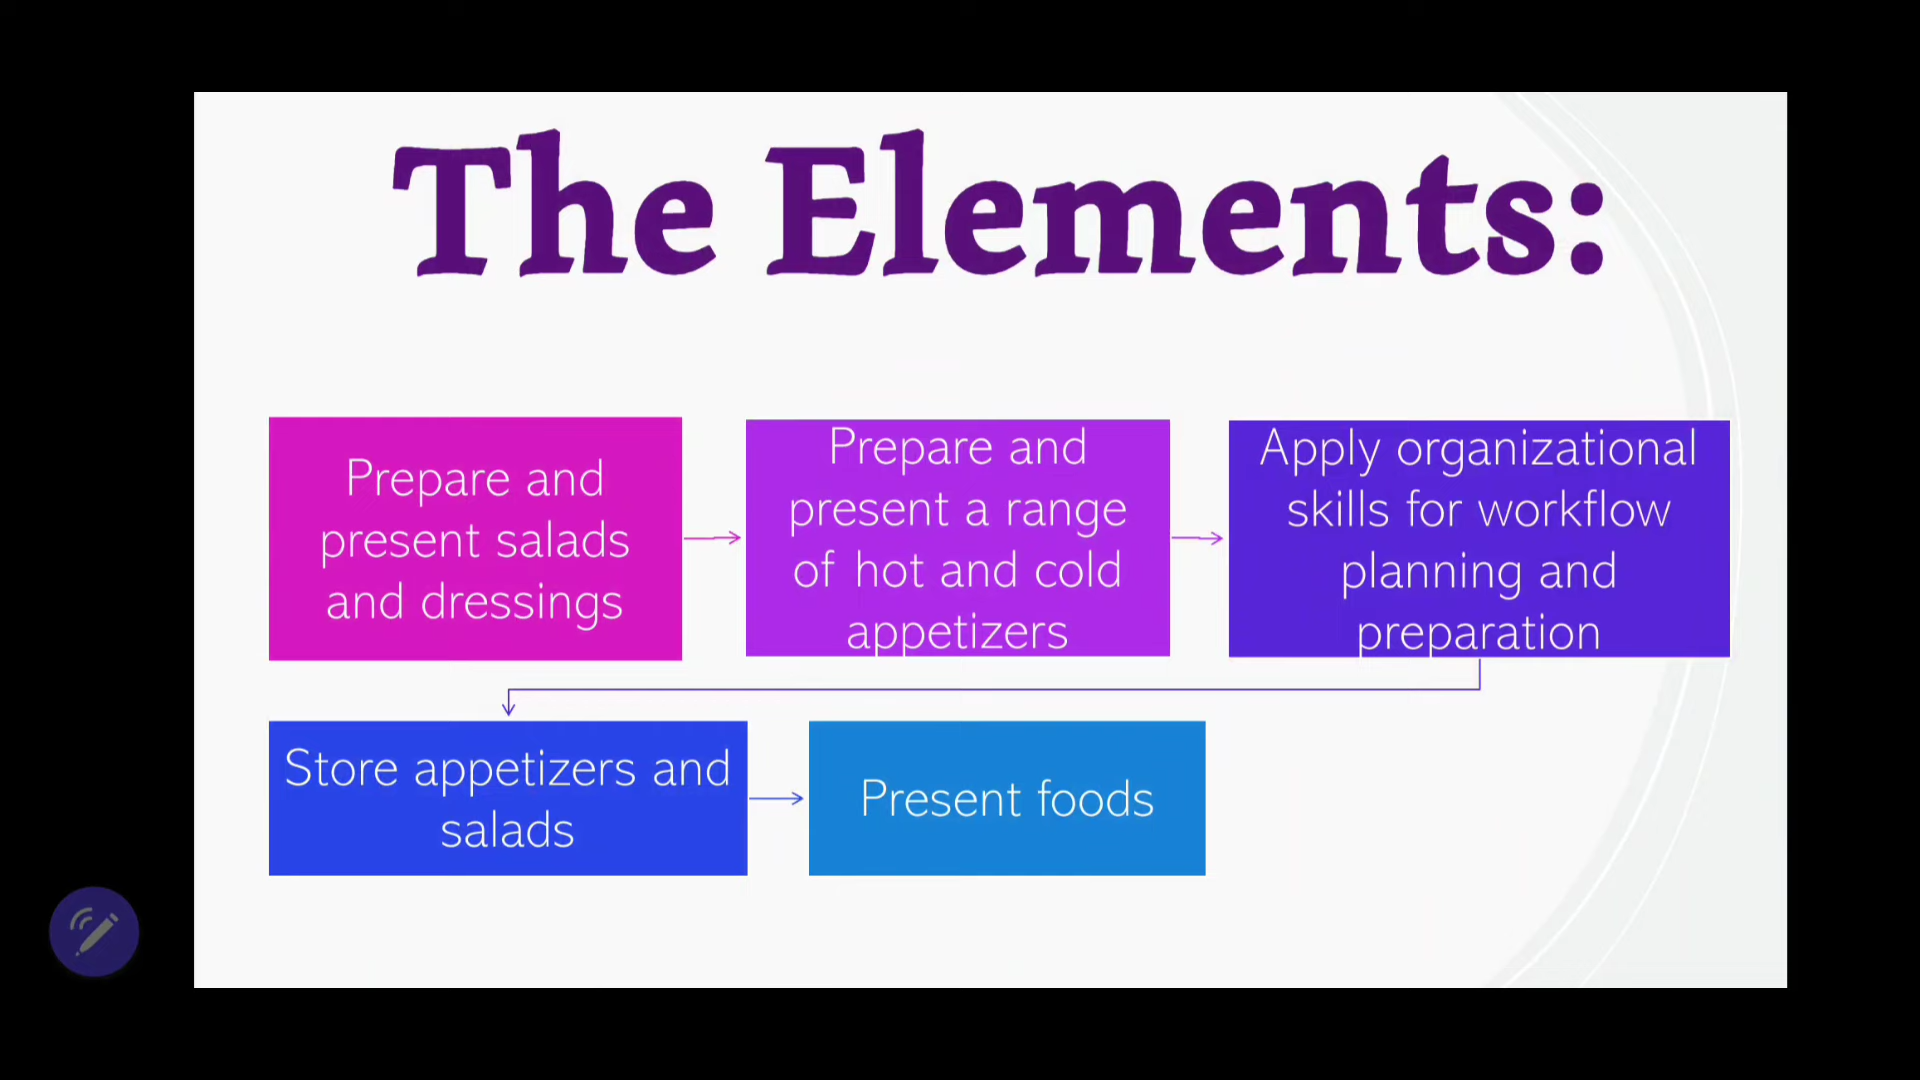 The Elements:
Prepare and
present salads
and dressings
Prepare and
present a range
of hot and cold
appetizers
Apply organizational
skills for workflow
planning and
preparation
Store appetizers and
salads
Present foods